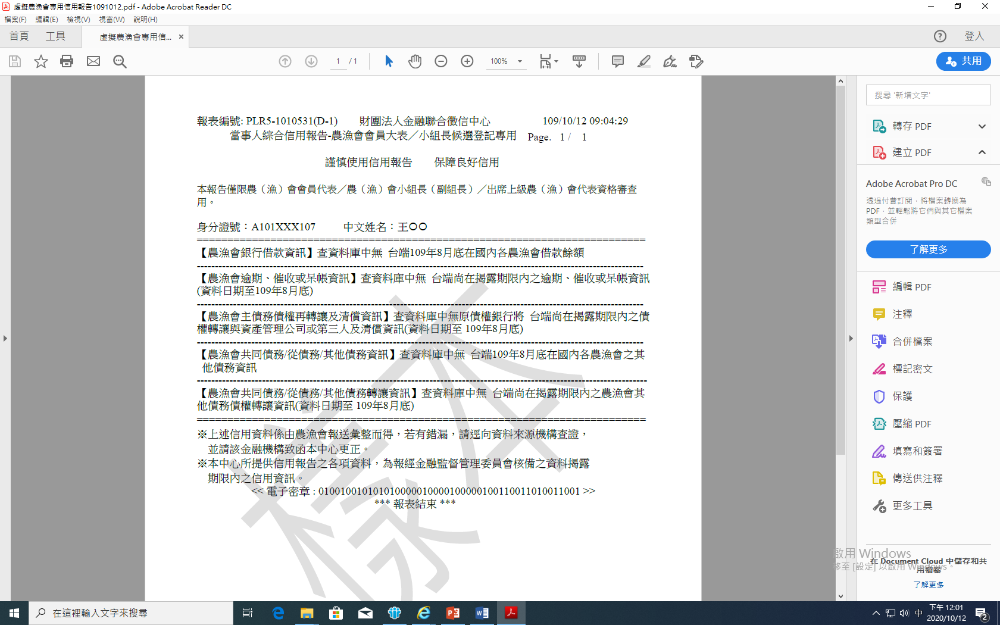 虛擬農漁會專用信用報告1091012.pdf - Adobe Acrobat Reader DC
檔案(F) 編輯(E) 檢視(V) 視窗(W) 說明(H)
首頁 工具 虛擬農漁會專用信... × 登入
1 / 1 100% 共用
報表編號: PLR5-1010531(D-1) 財團法人金融聯合徵信中心 109/10/12 09:04:29
當事人綜合信用報告-農漁會會員大表／小組長候選登記專用 Page. 1 / 1
謹慎使用信用報告 保障良好信用
本報告僅限農（漁）會會員代表／農（漁）會小組長（副組長）／出席上級農（漁）會代表資格審查
用。
身分證號：A101XXX107 中文姓名：王〇〇
【農漁會銀行借款資訊】查資料庫中無 台端109年8月底在國內各農漁會借款餘額
【農漁會逾期、催收或呆帳資訊】查資料庫中無 台端尚在揭露期限內之逾期、催收或呆帳資訊
(資料日期至109年8月底)
【農漁會主債務債權再轉讓及清償資訊】查資料庫中無原債權銀行將 台端尚在揭露期限內之債
權轉讓與資產管理公司或第三人及清償資訊(資料日期至 109年8月底)
【農漁會共同債務/從債務/其他債務資訊】查資料庫中無 台端109年8月底在國內各農漁會之其
他債務資訊
【農漁會共同債務/從債務/其他債務轉讓資訊】查資料庫中無 台端尚在揭露期限內之農漁會其
他債務債權轉讓資訊(資料日期至 109年8月底)
※上述信用資料係由農漁會報送彙整而得，若有錯漏，請逕向資料來源機構查證，
並請該金融機構致函本中心更正。
※本中心所提供信用報告之各項資料，為報經金融監督管理委員會核備之資料揭露
期限內之信用資訊。
<< 電子密章 : 01001001010101000001000010000010011001101001 1001 >>
*** 報表結束 ***
樣本
搜尋 '新增文字'
轉存 PDF
建立 PDF
Adobe Acrobat Pro DC
透過付費訂閱，將檔案轉換為
PDF，並輕鬆將它們與其它檔案
類型合併
了解更多
編輯 PDF
注釋
合併檔案
標記密文
保護
壓縮 PDF
填寫和簽署
傳送供注釋
更多工具
啟用 Windows
移至 [設定] 以啟用 Windows。
在 Document Cloud 中儲存和共
用檔案
了解更多
在這裡輸入文字來搜尋
中 下午 12:01
2020/10/12
2